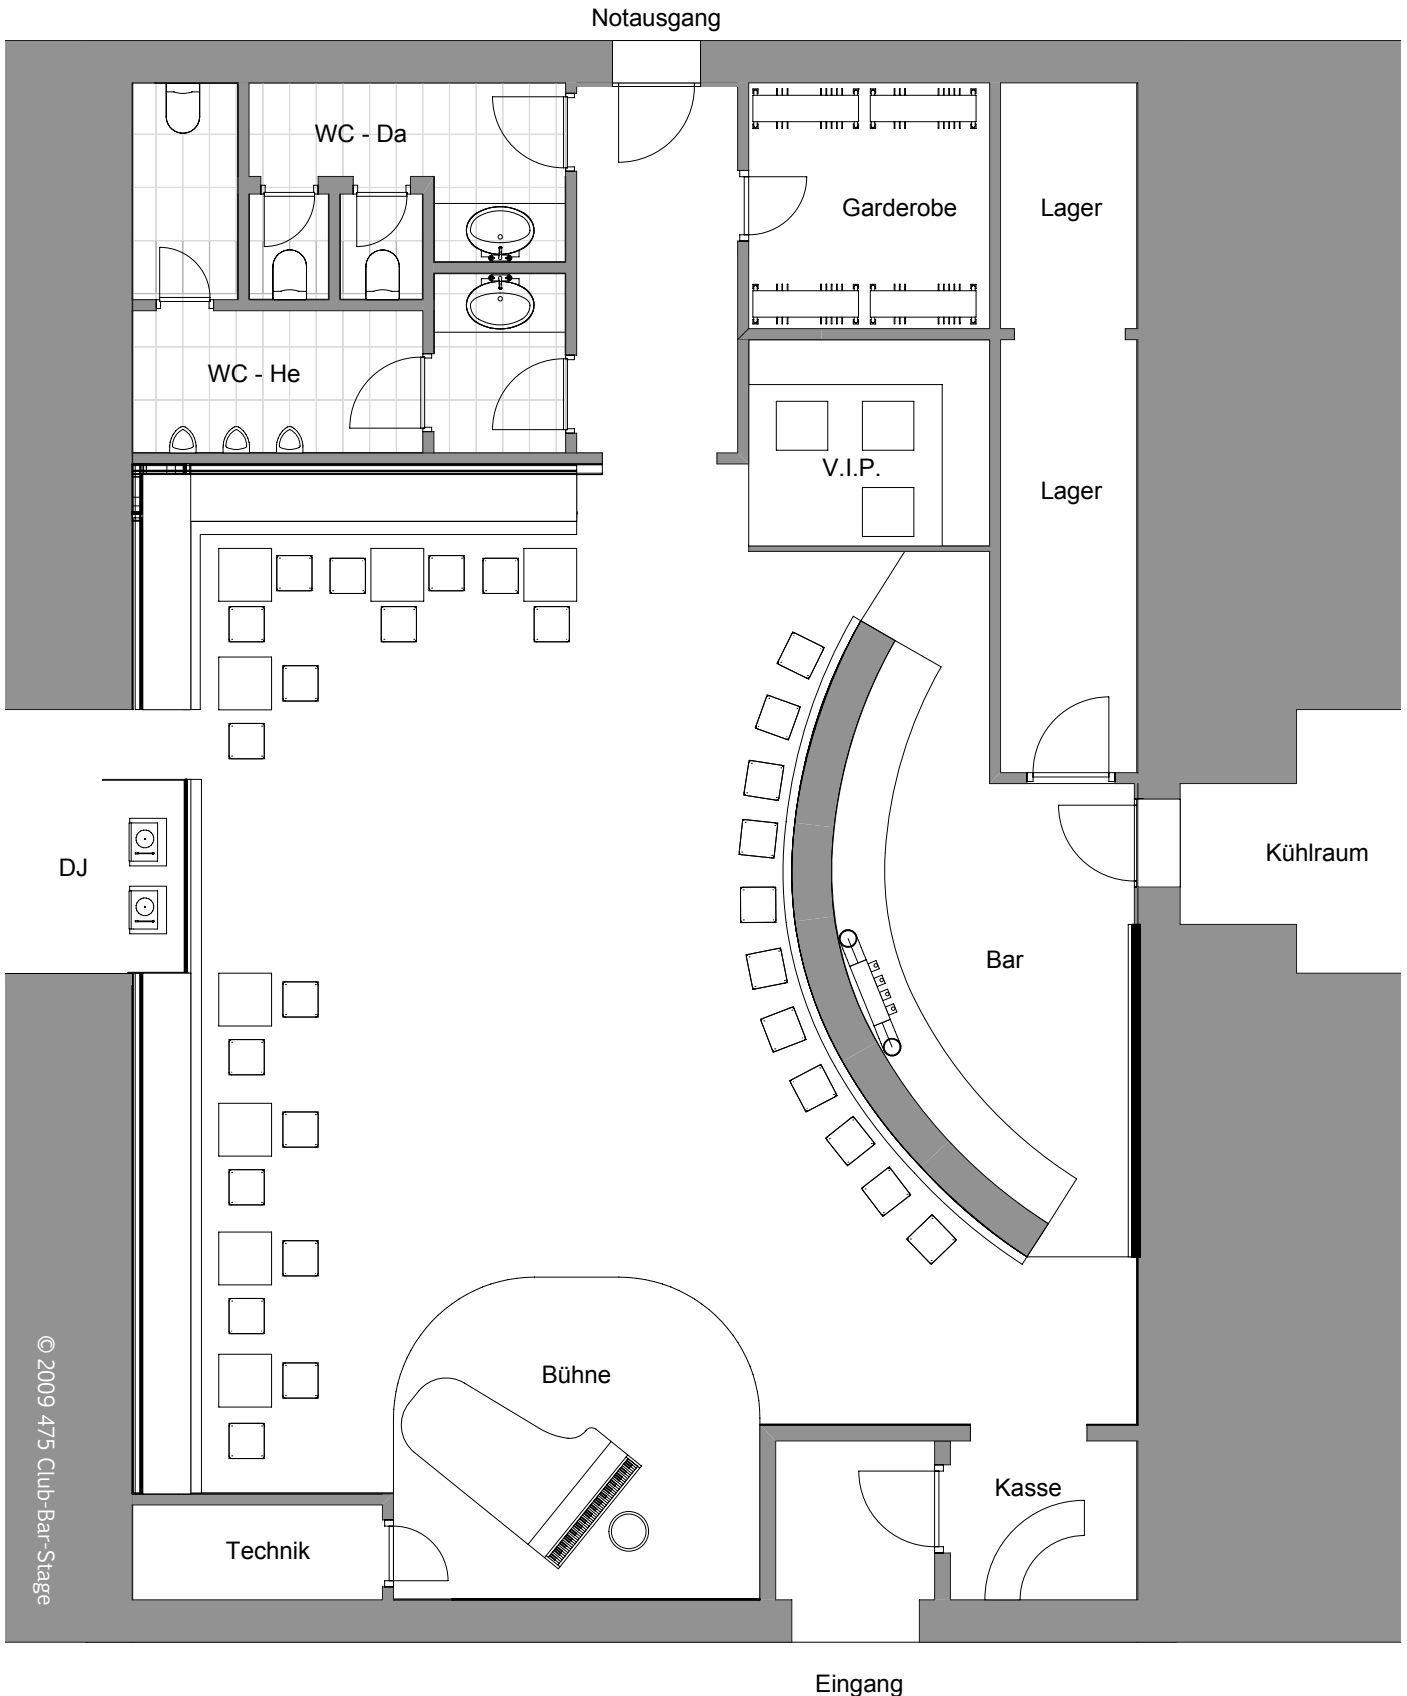 Notausgang
WC - Da
Garderobe
Lager
WC - He
V.I.P.
Lager
DJ
Kühlraum
Bar
Bühne
Kasse
Technik
© 2009 475 Club-Bar-Stage
Eingang